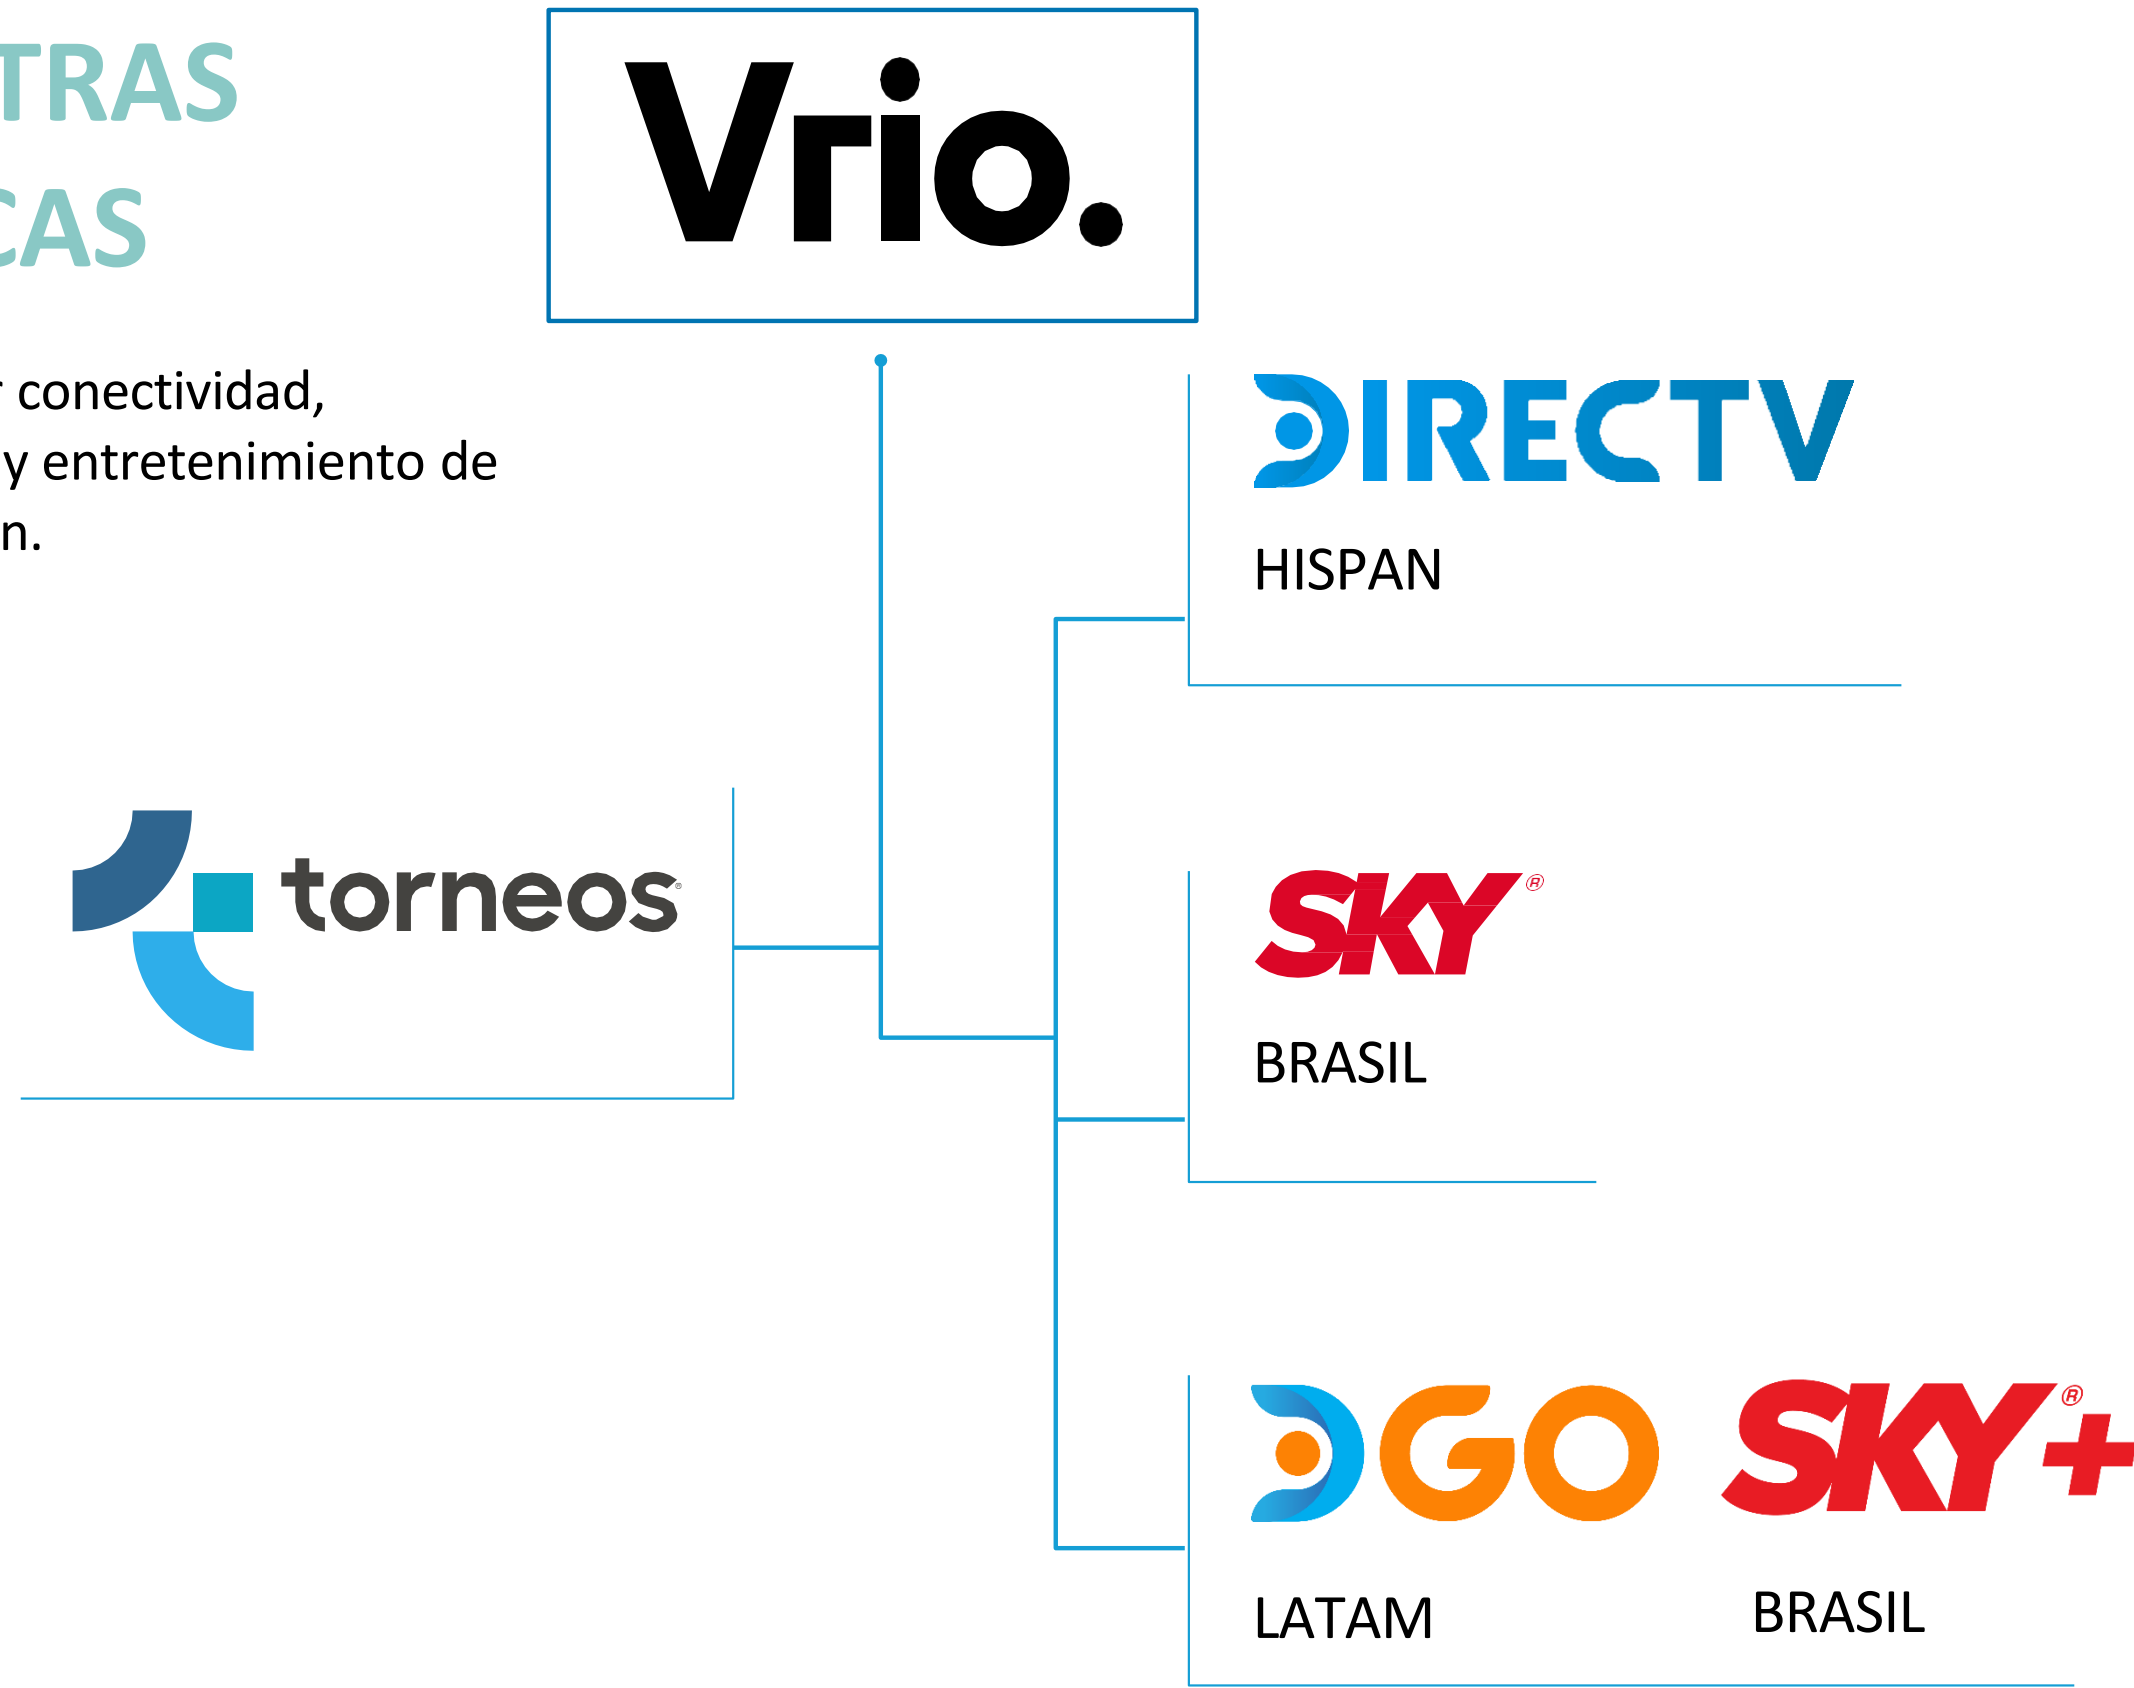 TRAS
CAS
conectividad,
y entretenimiento de
n.
Vrio.
DIRECTV
HISPAN
torneos®
SKY®
BRASIL
DGO
LATAM
SKY®+
BRASIL